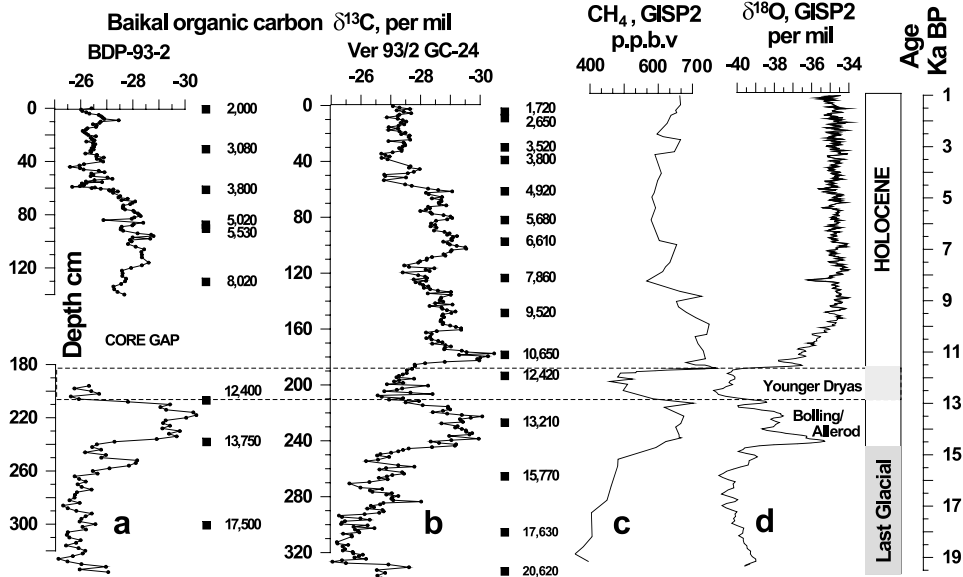 Baikal organic carbon δ¹³C, per mil
CH₄, GISP2
p.p.b.v
δ¹⁸O, GISP2
per mil
Age
Ka BP
BDP-93-2
Ver 93/2 GC-24
-26 -28 -30
-26 -28 -30
400 600 700
-40 -38 -36 -34
Depth cm
0
40
80
120
CORE GAP
180
220
260
300
2,000
3,080
3,800
5,020
5,530
8,020
12,400
13,750
17,500
a
0
40
80
120
160
200
240
280
320
1,720
2,650
3,520
3,800
4,920
5,680
6,610
7,860
9,520
10,650
12,420
13,210
15,770
17,630
20,620
b
c
d
Younger Dryas
Bolling/
Allerod
HOLOCENE
Last Glacial
1
3
5
7
9
11
13
15
17
19